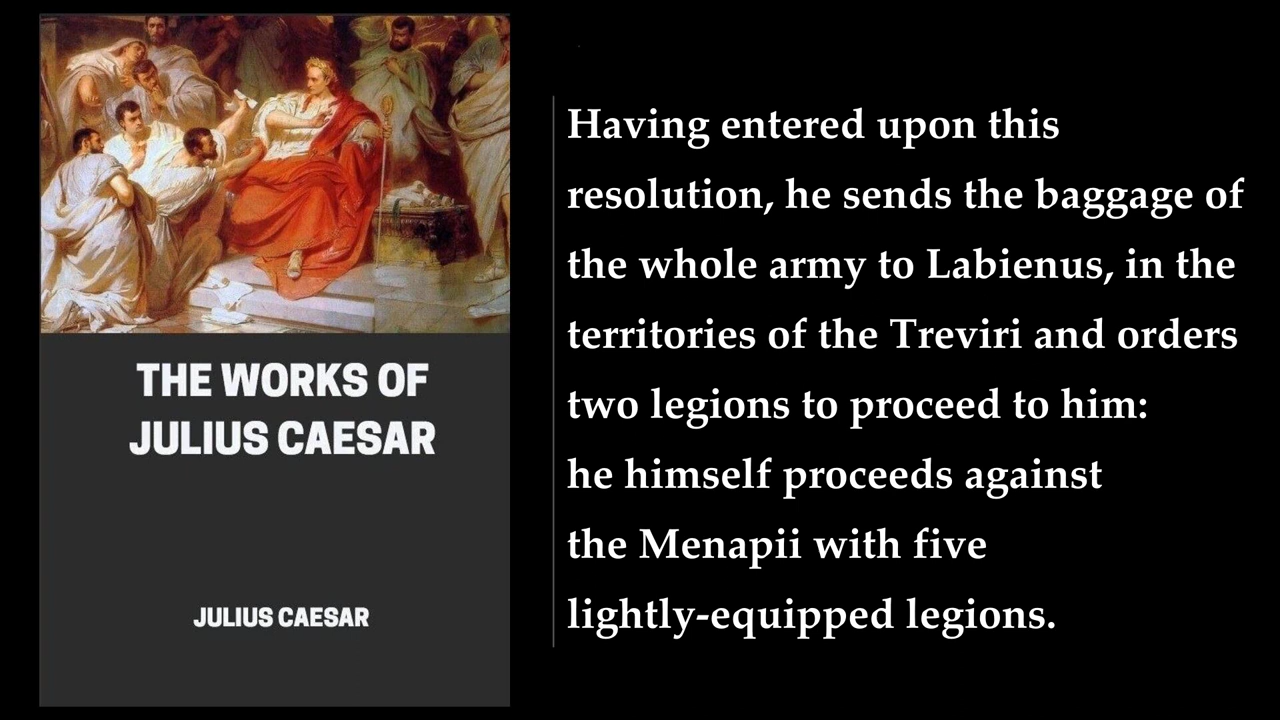 THE WORKS OF
JULIUS CAESAR
JULIUS CAESAR
Having entered upon this
resolution, he sends the baggage of
the whole army to Labienus, in the
territories of the Treviri and orders
two legions to proceed to him:
he himself proceeds against
the Menapii with five
lightly-equipped legions.